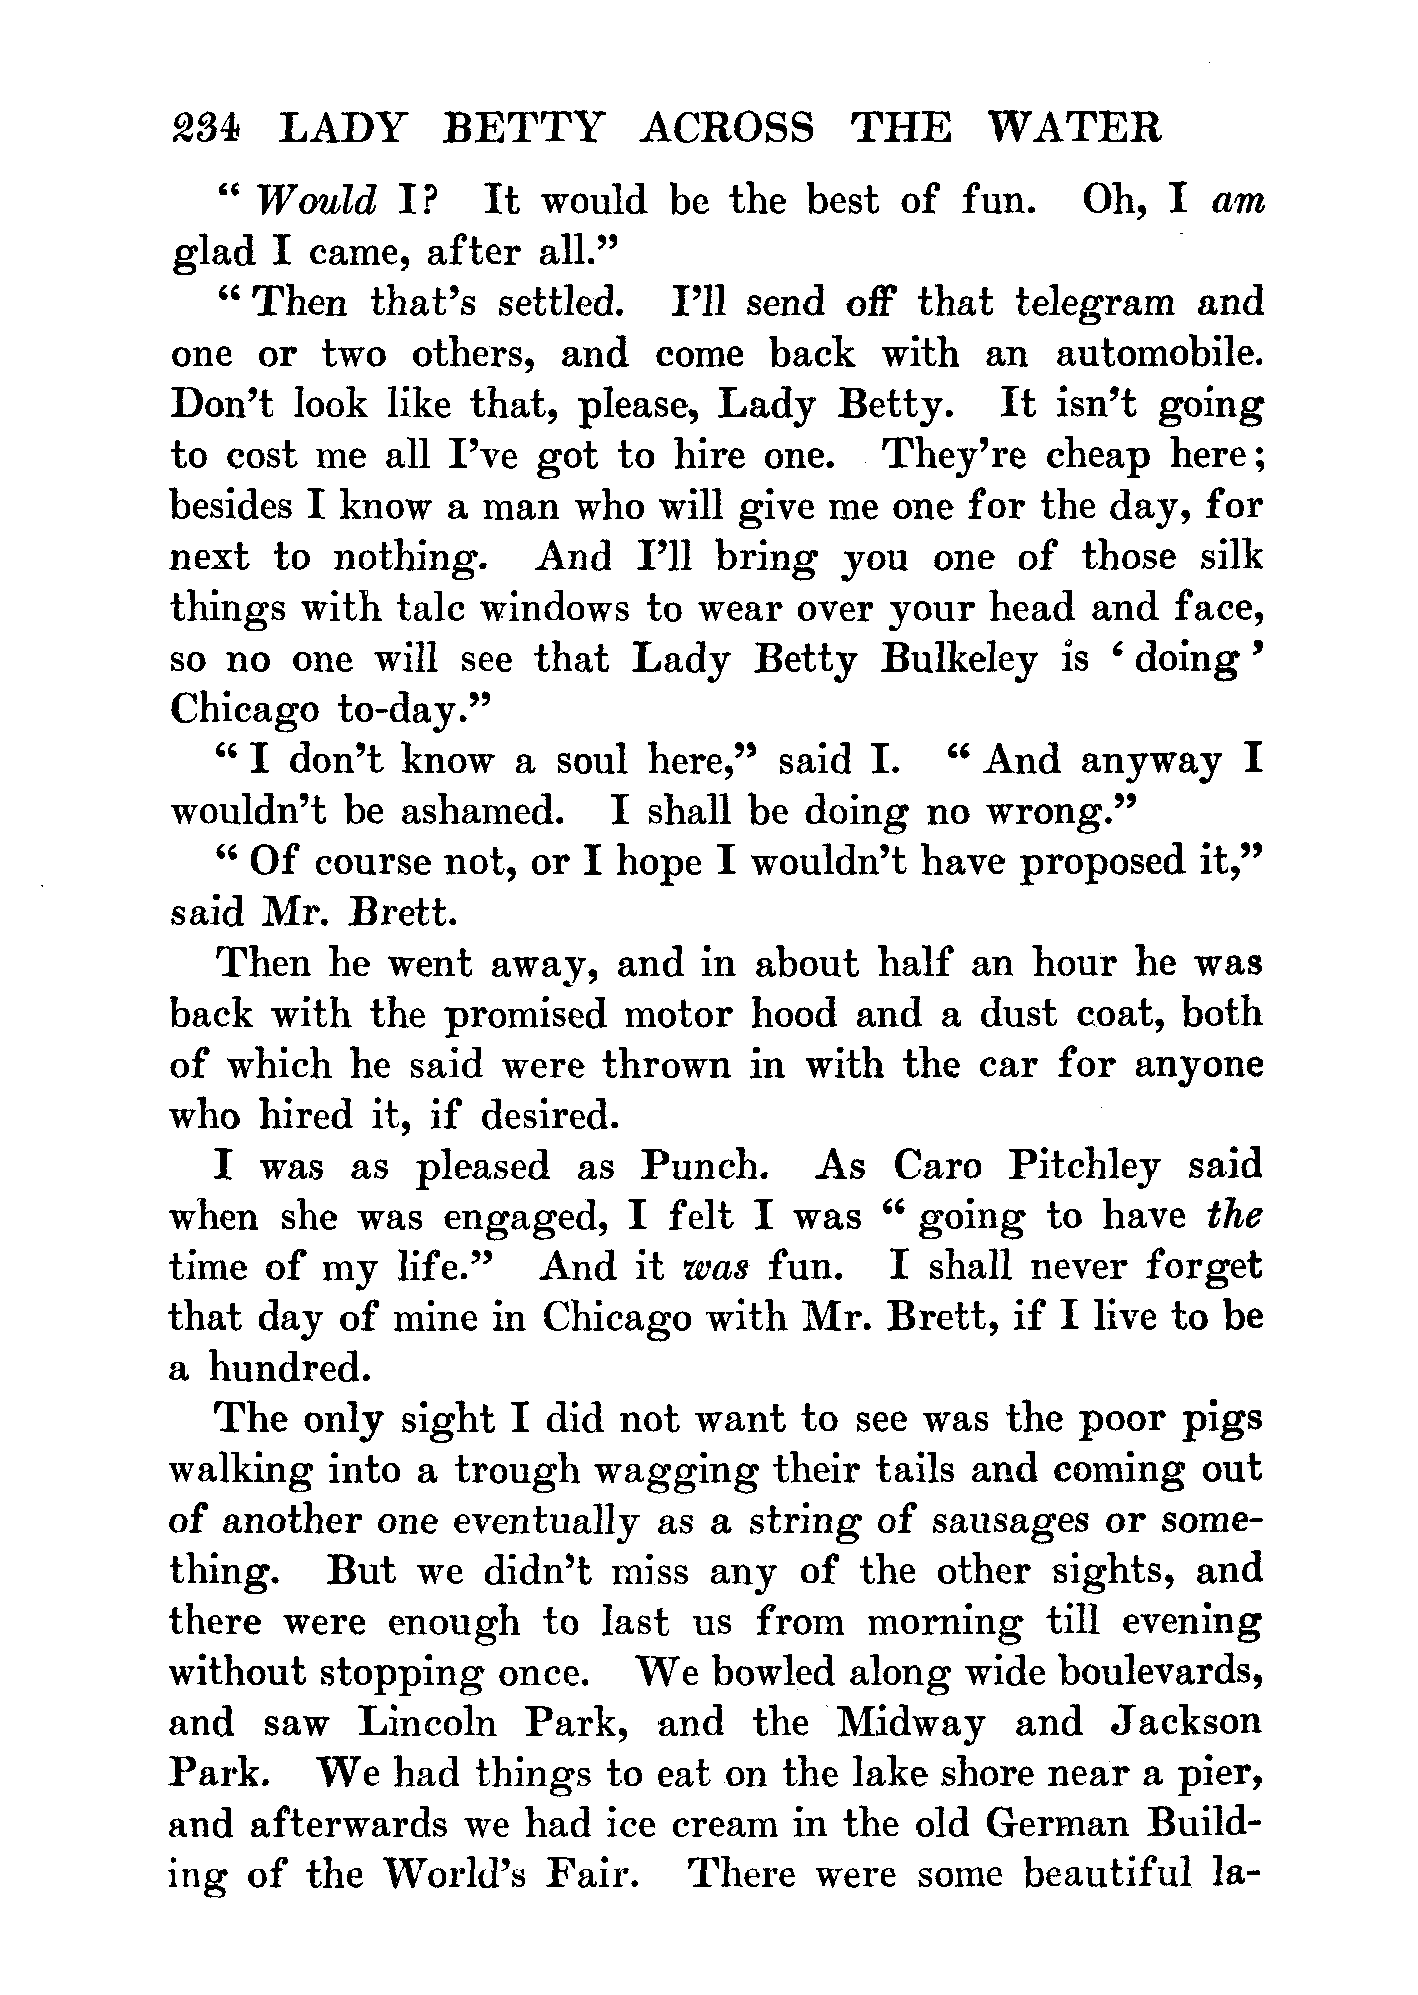 234 LADY BETTY ACROSS THE WATER
“ Would I? It would be the best of fun. Oh, I am
glad I came, after all.”
“ Then that’s settled. I’ll send off that telegram and
one or two others, and come back with an automobile.
Don’t look like that, please, Lady Betty. It isn’t going
to cost me all I’ve got to hire one. They’re cheap here;
besides I know a man who will give me one for the day, for
next to nothing. And I’ll bring you one of those silk
things with talc windows to wear over your head and face,
so no one will see that Lady Betty Bulkeley is ‘ doing ’
Chicago to-day.”
“ I don’t know a soul here,” said I. “ And anyway I
wouldn’t be ashamed. I shall be doing no wrong.”
“ Of course not, or I hope I wouldn’t have proposed it,”
said Mr. Brett.
Then he went away, and in about half an hour he was
back with the promised motor hood and a dust coat, both
of which he said were thrown in with the car for anyone
who hired it, if desired.
I was as pleased as Punch. As Caro Pitchley said
when she was engaged, I felt I was “ going to have the
time of my life.” And it was fun. I shall never forget
that day of mine in Chicago with Mr. Brett, if I live to be
a hundred.
The only sight I did not want to see was the poor pigs
walking into a trough wagging their tails and coming out
of another one eventually as a string of sausages or some-
thing. But we didn’t miss any of the other sights, and
there were enough to last us from morning till evening
without stopping once. We bowled along wide boulevards,
and saw Lincoln Park, and the Midway and Jackson
Park. We had things to eat on the lake shore near a pier,
and afterwards we had ice cream in the old German Build-
ing of the World’s Fair. There were some beautiful la-